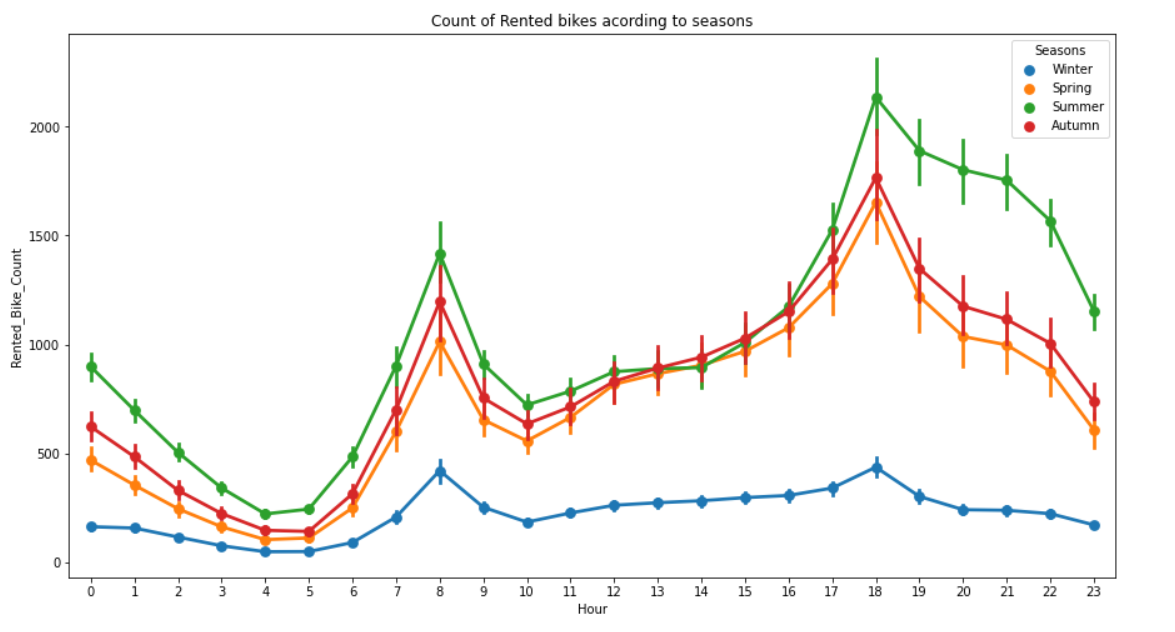 Count of Rented bikes acording to seasons
Seasons
Winter
Spring
Summer
Autumn
Rented_Bike_Count
2000
1500
1000
500
0
0 1 2 3 4 5 6 7 8 9 10 11 12 13 14 15 16 17 18 19 20 21 22 23
Hour